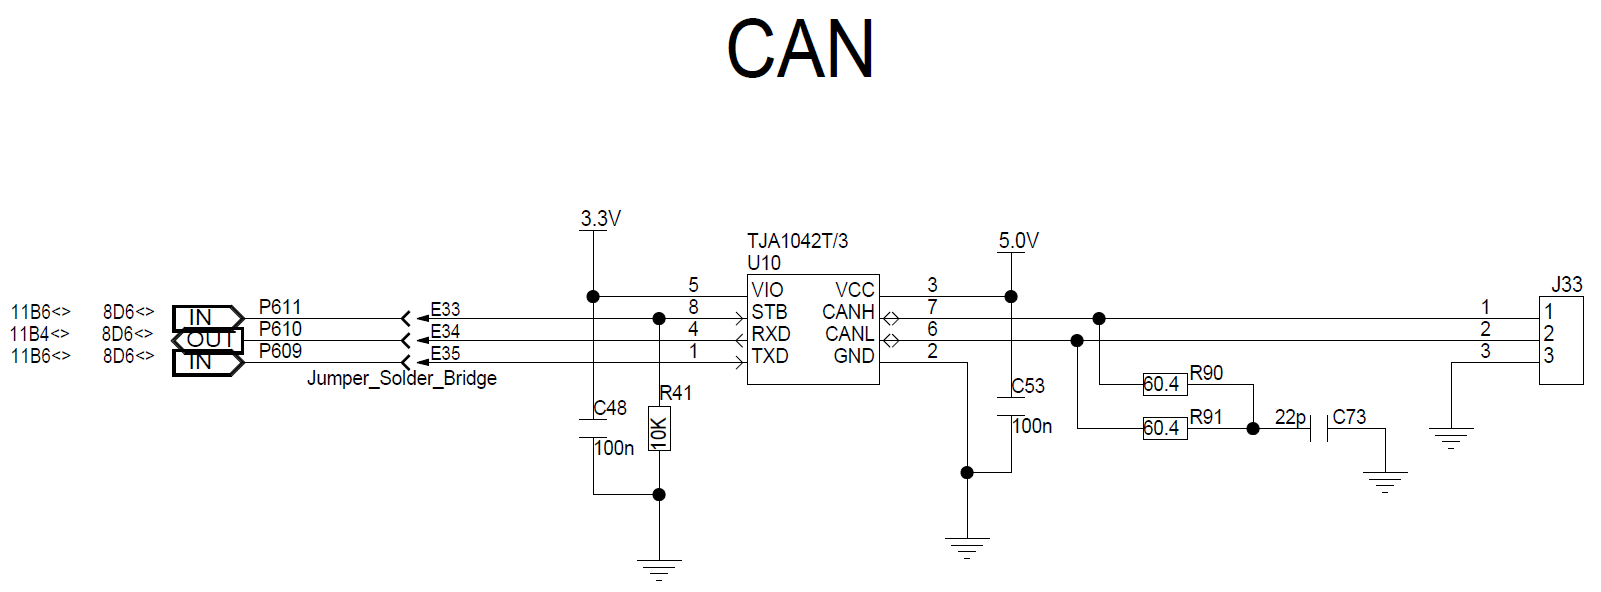 CAN
3.3V
TJA1042T/3
U10
5.0V
J33
5 VIO VCC 3
11B6<> 8D6<> IN P611 E33 8 STB CANH 7 1 1
11B4<> 8D6<> OUT P610 E34 4 RXD CANL 6 2 2
11B6<> 8D6<> IN P609 E35 1 TXD GND 2 3 3
Jumper_Solder_Bridge
60.4 R90
C53
R41
C48
100n
10K
100n
60.4 R91
22p C73